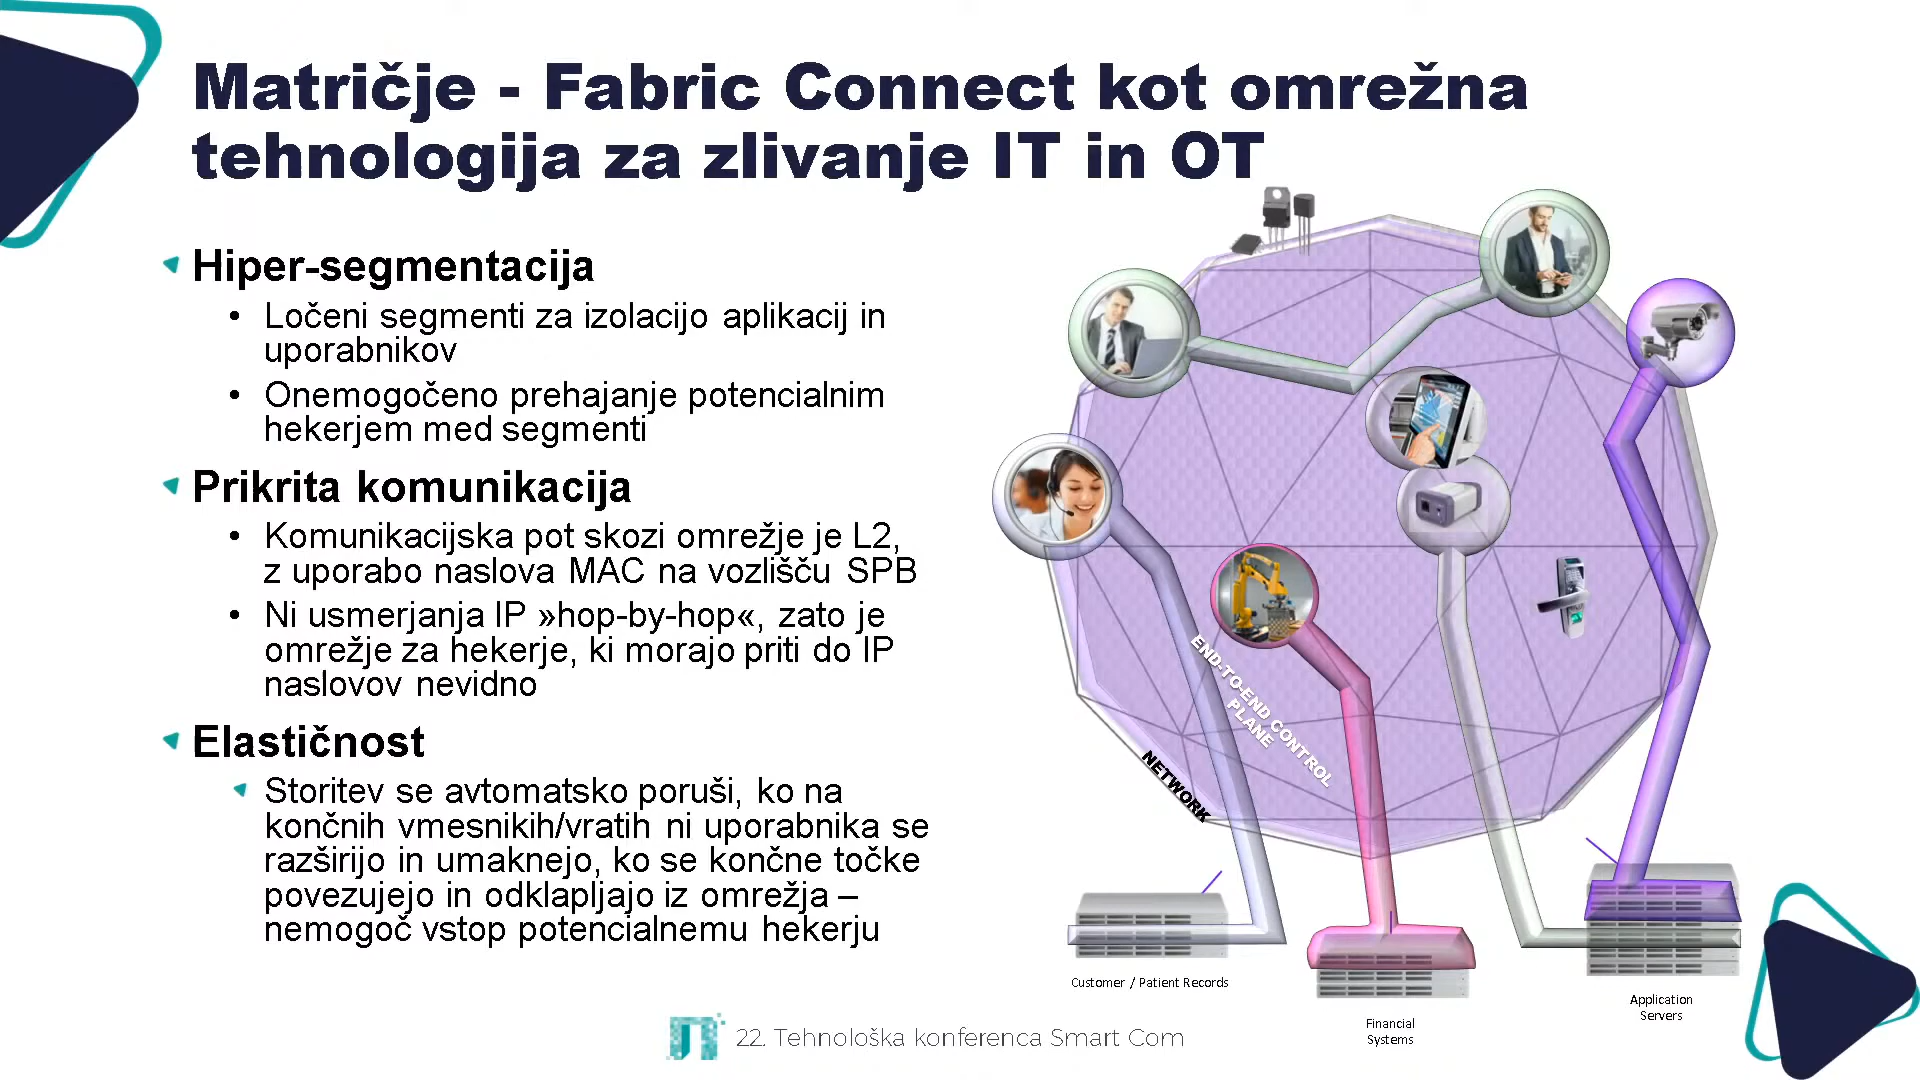 Matričje - Fabric Connect kot omrežna
tehnologija za zlivanje IT in OT
Hiper-segmentacija
• Ločeni segmenti za izolacijo aplikacij in
uporabnikov
• Onemogočeno prehajanje potencialnim
hekerjem med segmenti
Prikrita komunikacija
• Komunikacijska pot skozi omrežje je L2,
z uporabo naslova MAC na vozlišču SPB
• Ni usmerjanja IP »hop-by-hop«, zato je
omrežje za hekerje, ki morajo priti do IP
naslovov nevidno
Elastičnost
Storitev se avtomatsko poruši, ko na
končnih vmesnikih/vratih ni uporabnika se
razširijo in umaknejo, ko se končne točke
povezujejo in odklapljajo iz omrežja –
nemogoč vstop potencialnemu hekerju
END-TO-END CONTROL
PLANE
NETWORK
Customer / Patient Records
Financial
Systems
Application
Servers
22. Tehnološka konferenca Smart Com